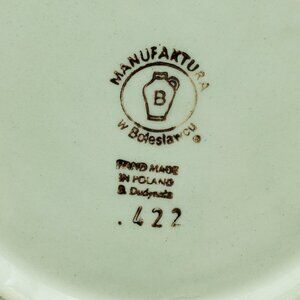 MANUFAKTURA
B
w Bolesławcu ®
HAND MADE
IN POLAND
.422